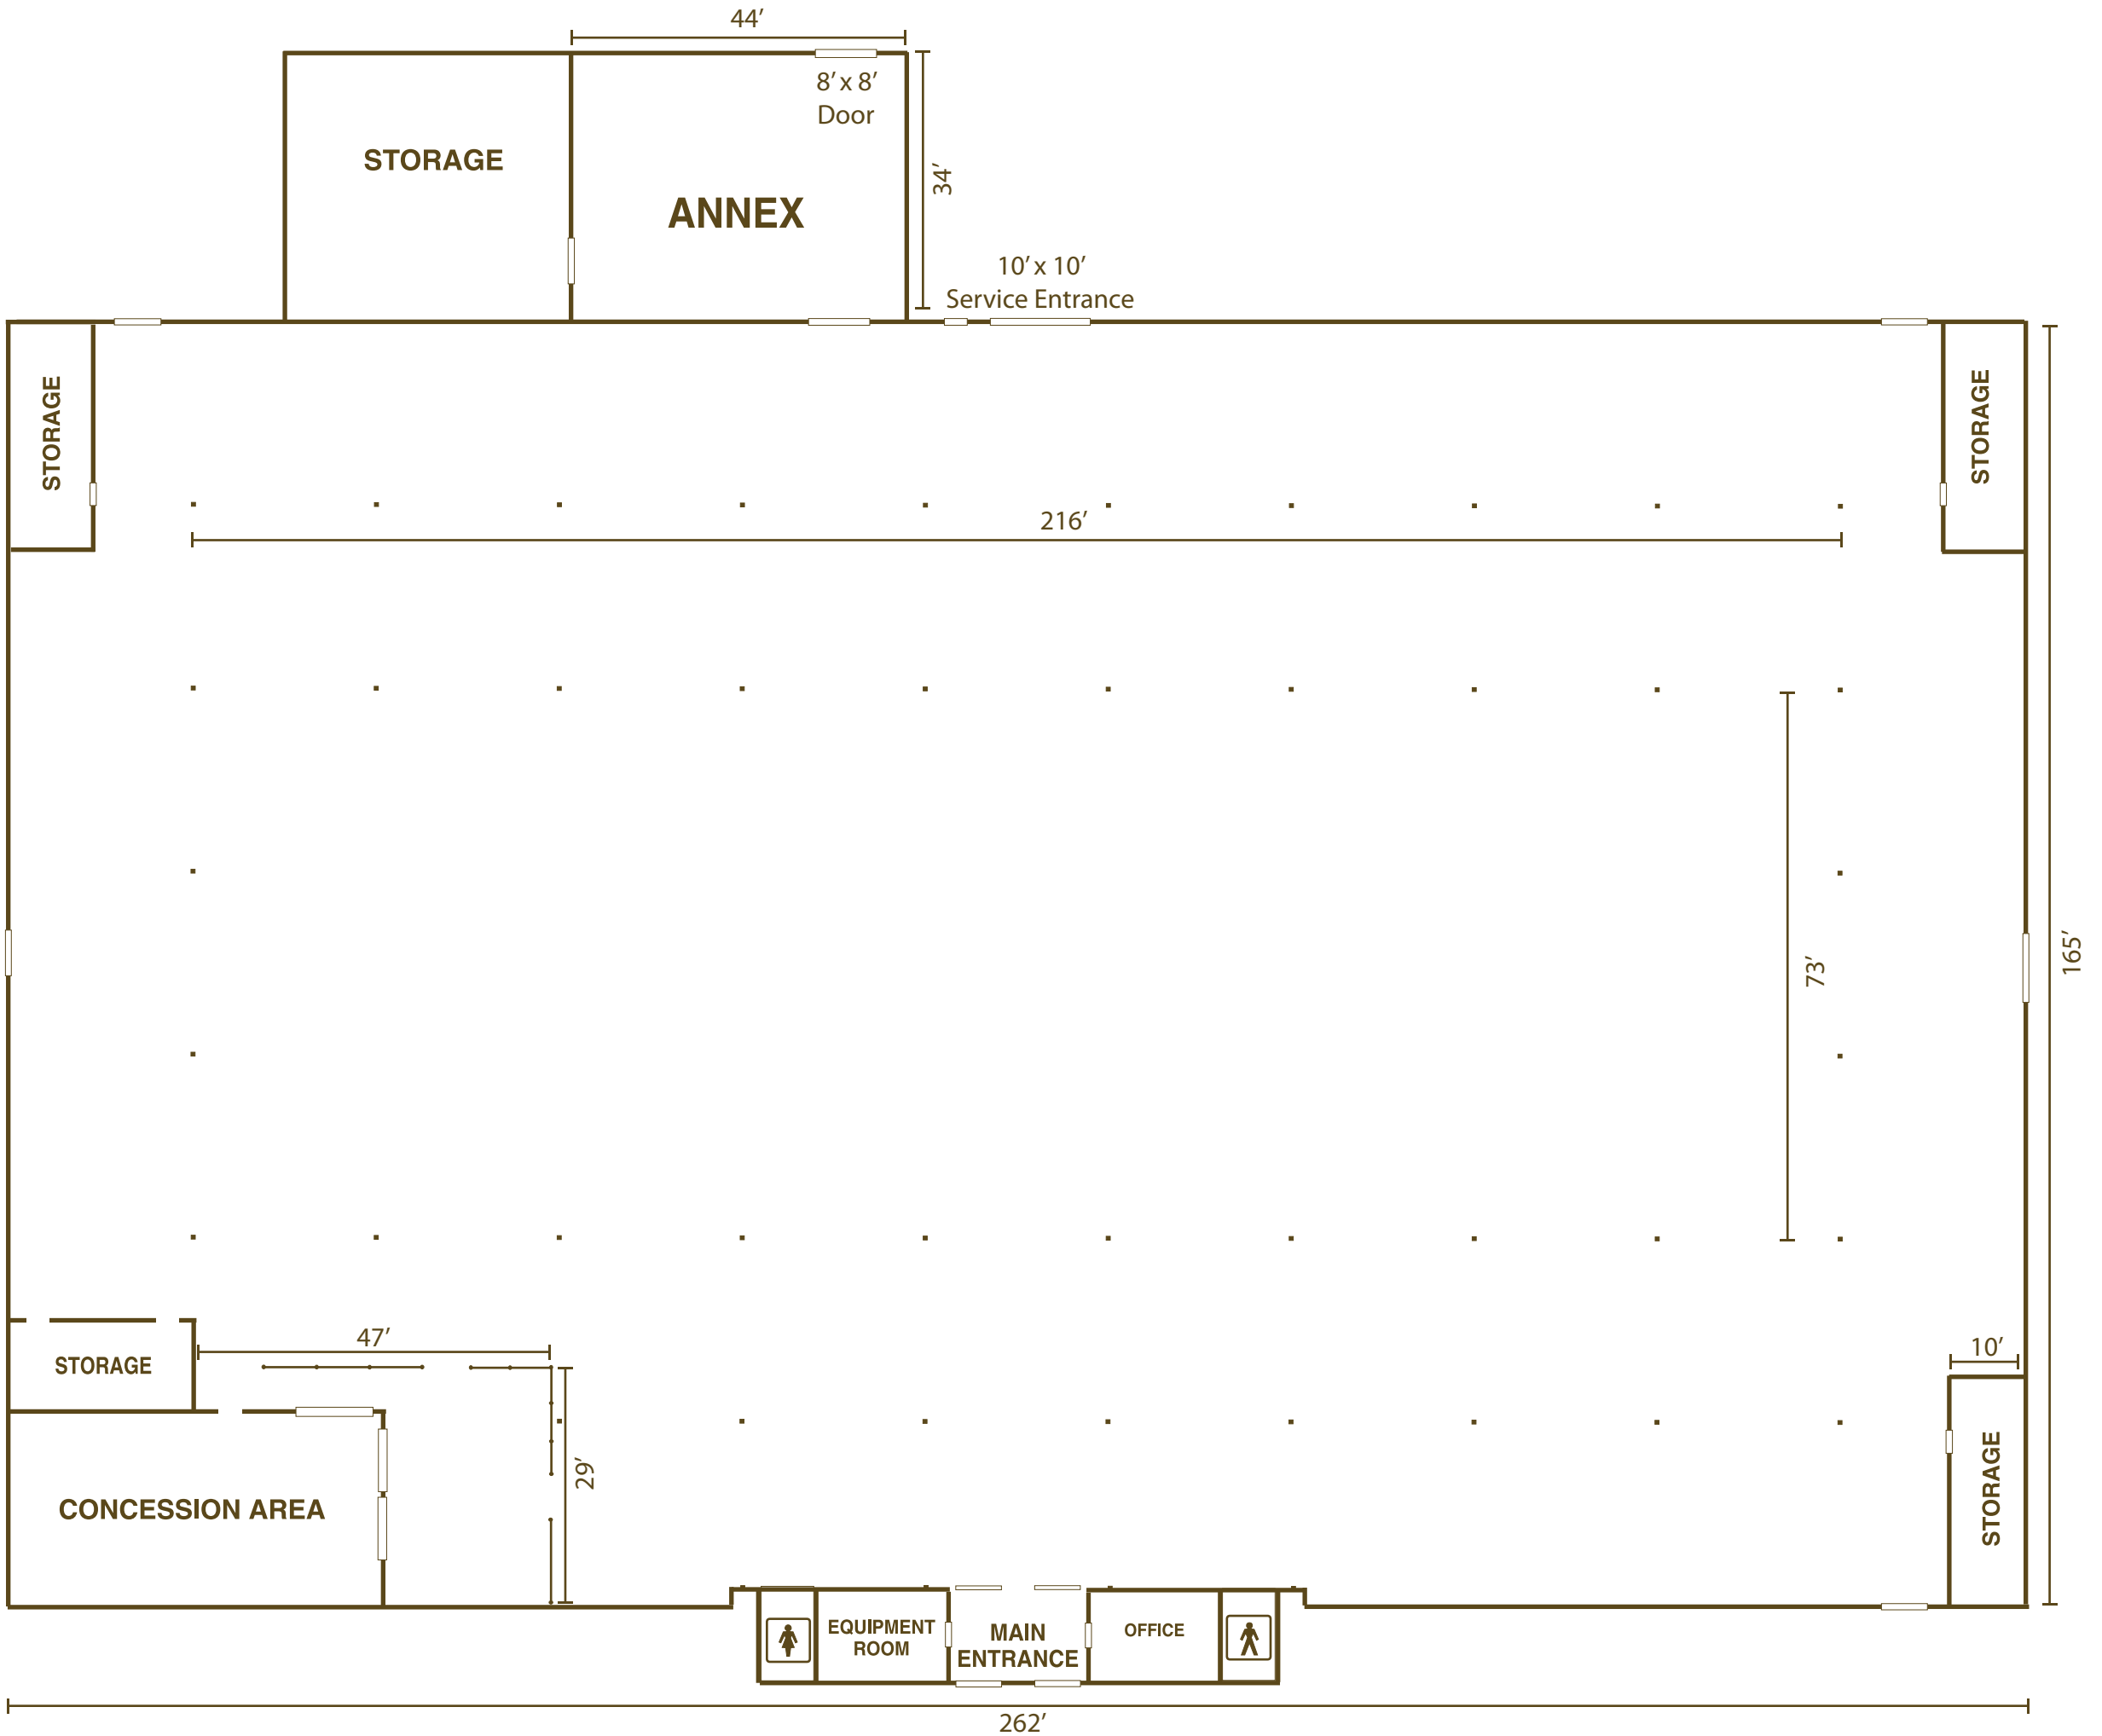 44’
8’ x 8’
Door
STORAGE
34’
ANNEX
10’ x 10’
Service Entrance
STORAGE
STORAGE
216’
73’
165’
47’
10’
STORAGE
29’
CONCESSION AREA
STORAGE
EQUIPMENT
ROOM
MAIN
ENTRANCE
OFFICE
262’